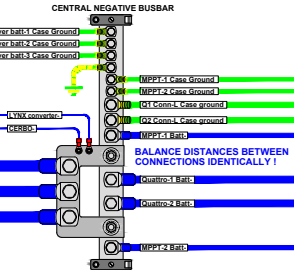 CENTRAL NEGATIVE BUSBAR
batt-1 Case Ground
batt-2 Case Ground
batt-3 Case Ground
MPPT-1 Case Ground
MPPT-2 Case Ground
Q1 Conn-L Case ground
Q2 Conn-L Case ground
LYNX converter-
CERBO-
MPPT-1 Batt-
BALANCE DISTANCES BETWEEN
CONNECTIONS IDENTICALLY !
Quattro-1 Batt-
Quattro-2 Batt-
MPPT-2 Batt-